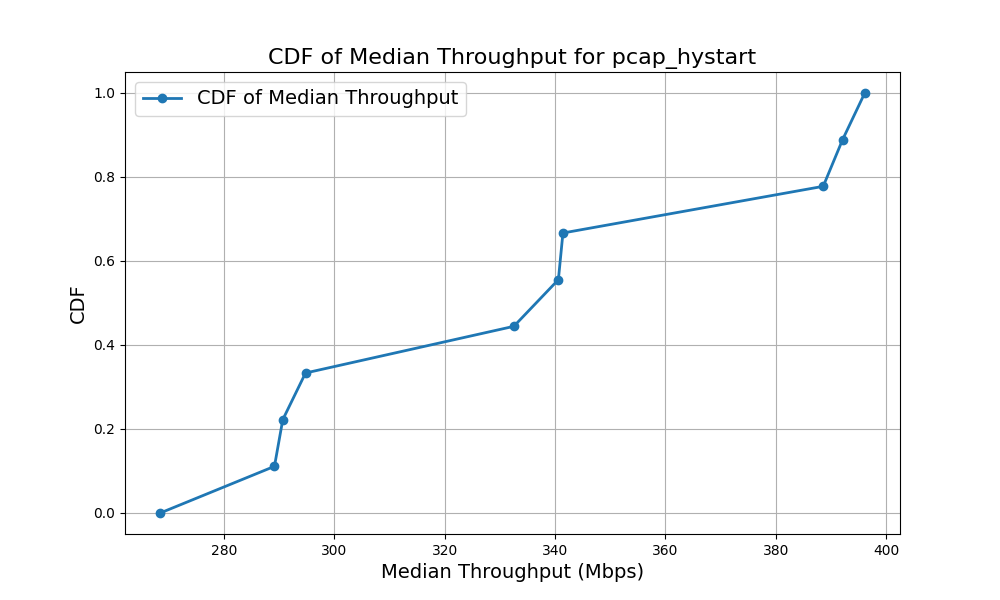 CDF of Median Throughput for pcap_hystart
CDF of Median Throughput
1.0
0.8
0.6
0.4
0.2
0.0
CDF
280 300 320 340 360 380 400
Median Throughput (Mbps)